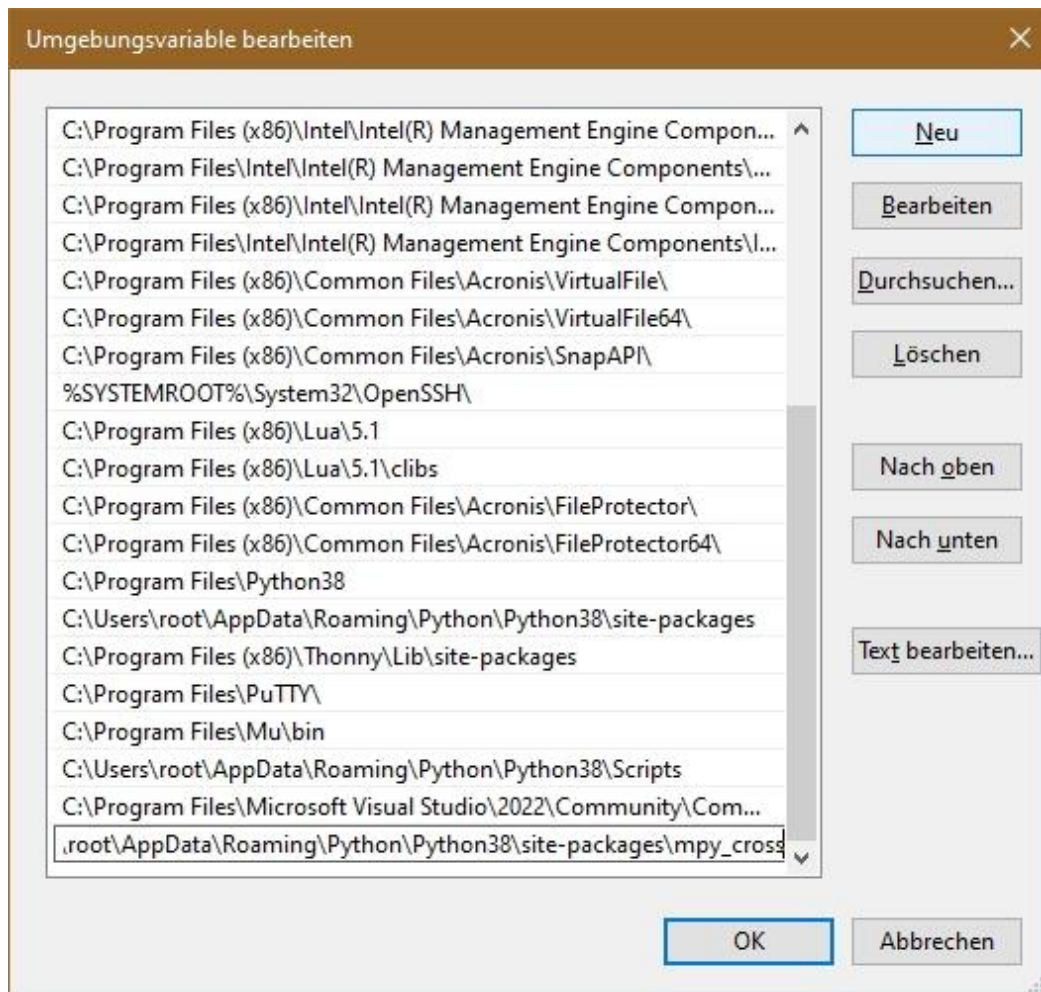 Umgebungsvariable bearbeiten
C:\Program Files (x86)\Intel\Intel(R) Management Engine Compon...
C:\Program Files\Intel\Intel(R) Management Engine Components\...
C:\Program Files (x86)\Intel\Intel(R) Management Engine Compon...
C:\Program Files\Intel\Intel(R) Management Engine Components\I...
C:\Program Files (x86)\Common Files\Acronis\VirtualFile\
C:\Program Files (x86)\Common Files\Acronis\VirtualFile64\
C:\Program Files (x86)\Common Files\Acronis\SnapAPI\
%SYSTEMROOT%\System32\OpenSSH\
C:\Program Files (x86)\Lua\5.1
C:\Program Files (x86)\Lua\5.1\clibs
C:\Program Files (x86)\Common Files\Acronis\FileProtector\
C:\Program Files (x86)\Common Files\Acronis\FileProtector64\
C:\Program Files\Python38
C:\Users\root\AppData\Roaming\Python\Python38\site-packages
C:\Program Files (x86)\Thonny\Lib\site-packages
C:\Program Files\PuTTY\
C:\Program Files\Mu\bin
C:\Users\root\AppData\Roaming\Python\Python38\Scripts
C:\Program Files\Microsoft Visual Studio\2022\Community\Com...
\root\AppData\Roaming\Python\Python38\site-packages\mpy_cross
Neu
Bearbeiten
Durchsuchen...
Löschen
Nach oben
Nach unten
Text bearbeiten...
OK
Abbrechen